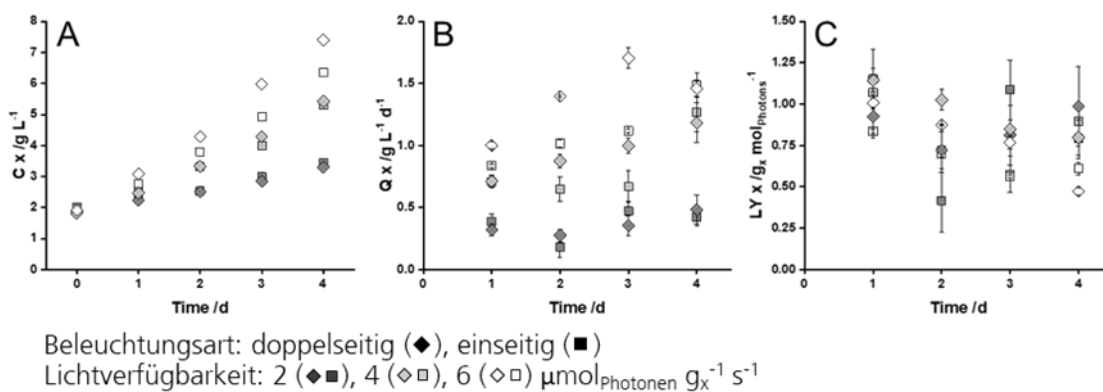 A
B
C
8
7
6
5
4
3
2
1
0
C x /g L⁻¹
0 1 2 3 4
Time /d
2.0
1.5
1.0
0.5
0.0
Q x /g L⁻¹ d⁻¹
0 1 2 3 4
Time /d
1.50
1.25
1.00
0.75
0.50
0.25
0.00
LY x /gₓ mol_Photons⁻¹
0 1 2 3 4
Time /d
Beleuchtungsart: doppelseitig (◆), einseitig (■)
Lichtverfügbarkeit: 2 (◆■), 4 (◇□), 6 (◇□) μmol_Photonen gₓ⁻¹ s⁻¹